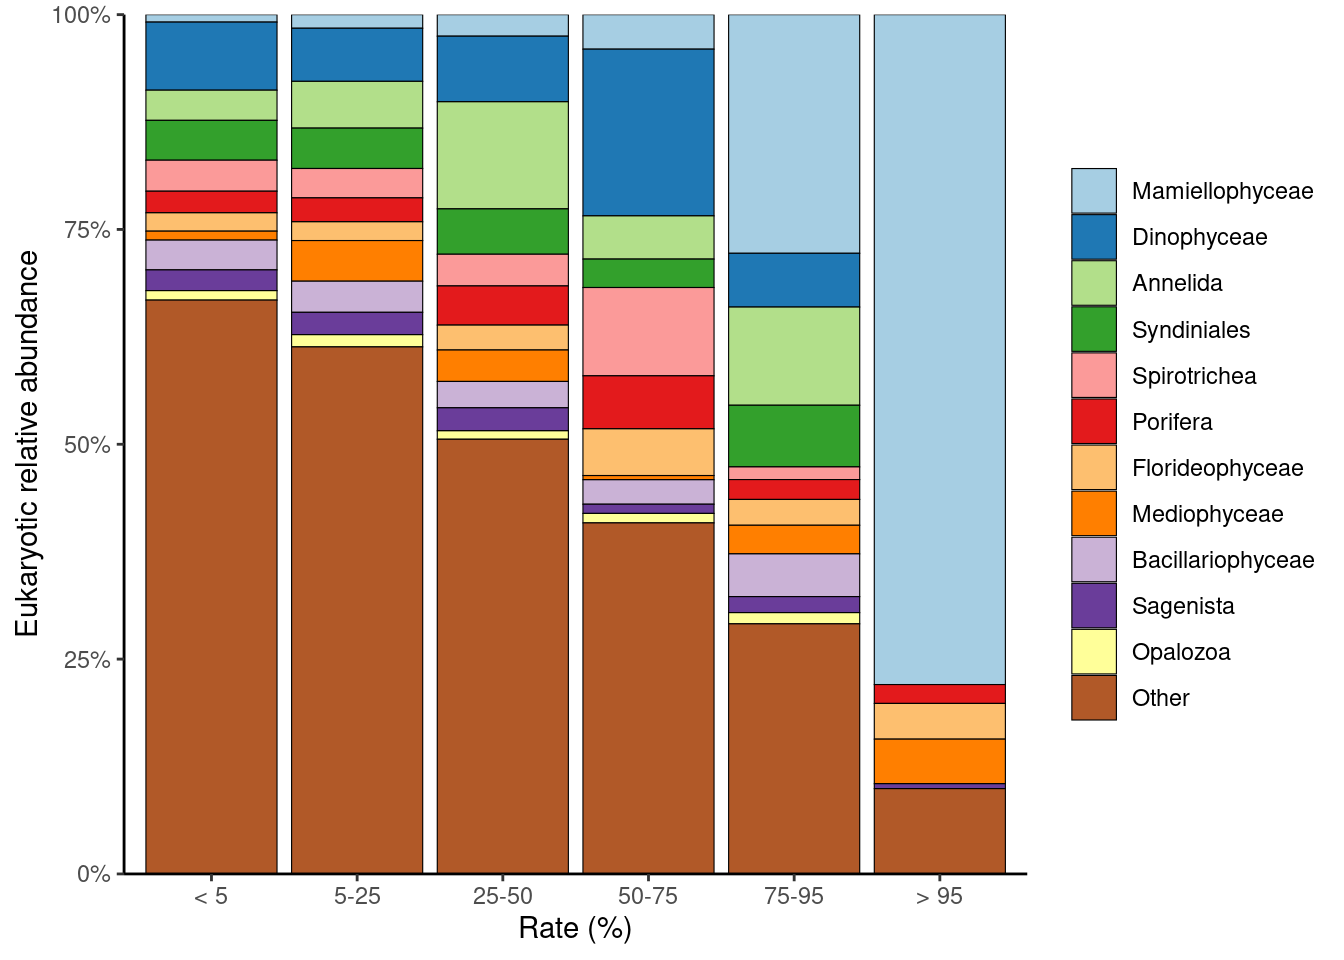 100%
75%
50%
25%
0%
Eukaryotic relative abundance
< 5
5-25
25-50
50-75
75-95
> 95
Rate (%)
Mamiellophyceae
Dinophyceae
Annelida
Syndiniales
Spirotrichea
Porifera
Florideophyceae
Mediophyceae
Bacillariophyceae
Sagenista
Opalozoa
Other